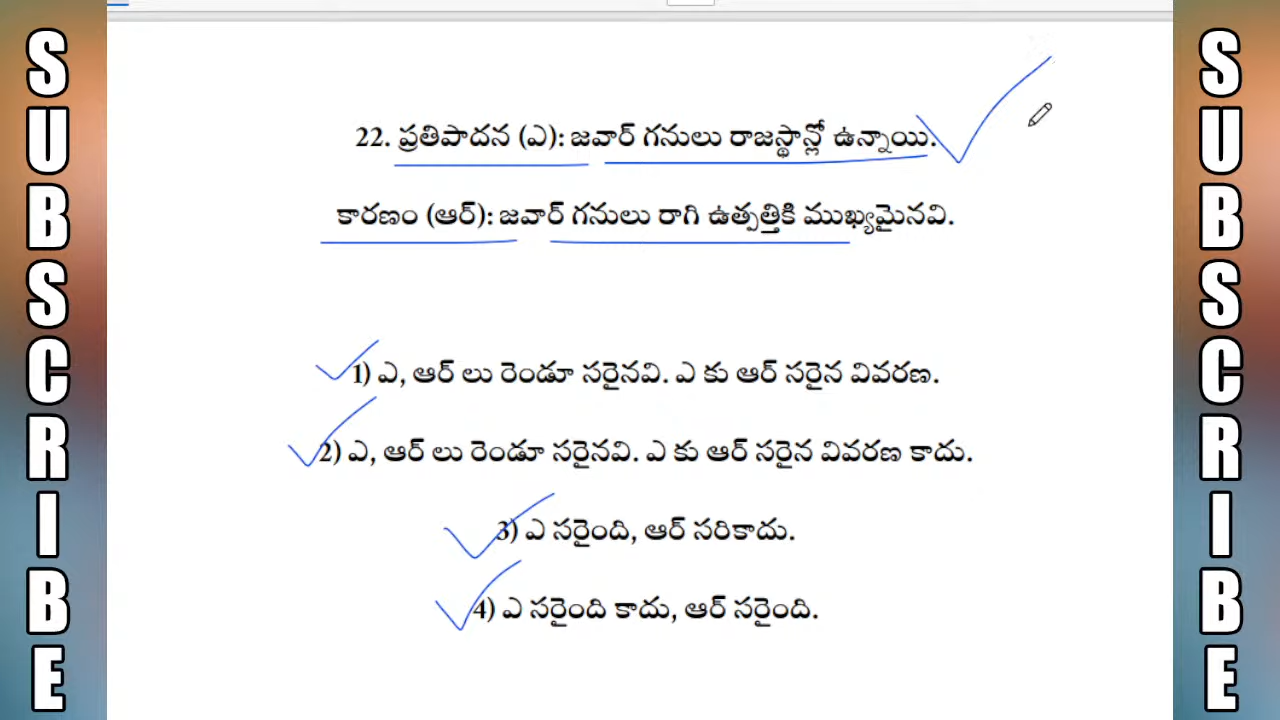 SUBSCRIBE
22. ప్రతిపాదన (ఎ): జవార్ గనులు రాజస్థాన్లో ఉన్నాయి.
కారణం (ఆర్): జవార్ గనులు రాగి ఉత్పత్తికి ముఖ్యమైనవి.
1) ఎ, ఆర్ లు రెండూ సరైనవి. ఎ కు ఆర్ సరైన వివరణ.
2) ఎ, ఆర్ లు రెండూ సరైనవి. ఎ కు ఆర్ సరైన వివరణ కాదు.
3) ఎ సరైంది, ఆర్ సరికాదు.
4) ఎ సరైంది కాదు, ఆర్ సరైంది.
SUBSCRIBE